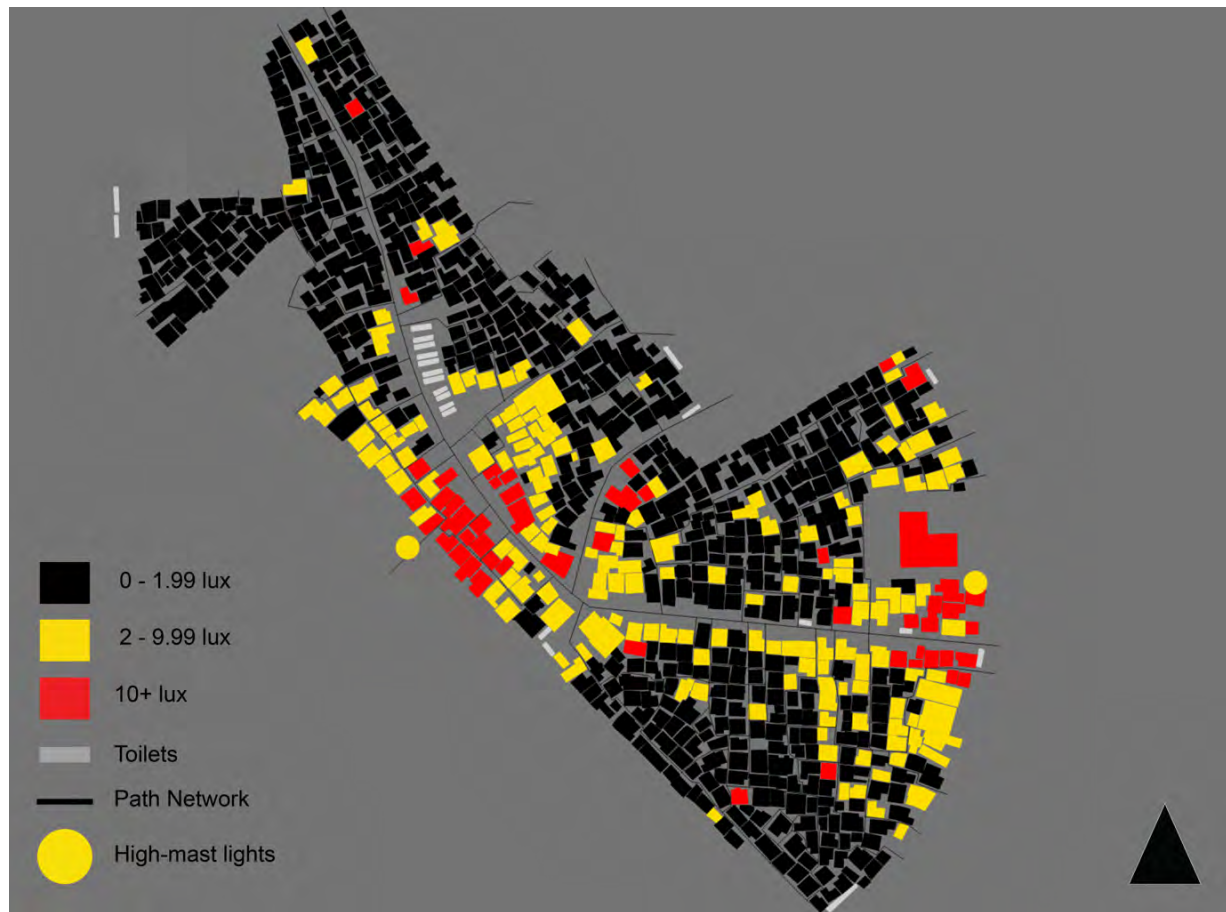 0 - 1.99 lux
2 - 9.99 lux
10+ lux
Toilets
Path Network
High-mast lights